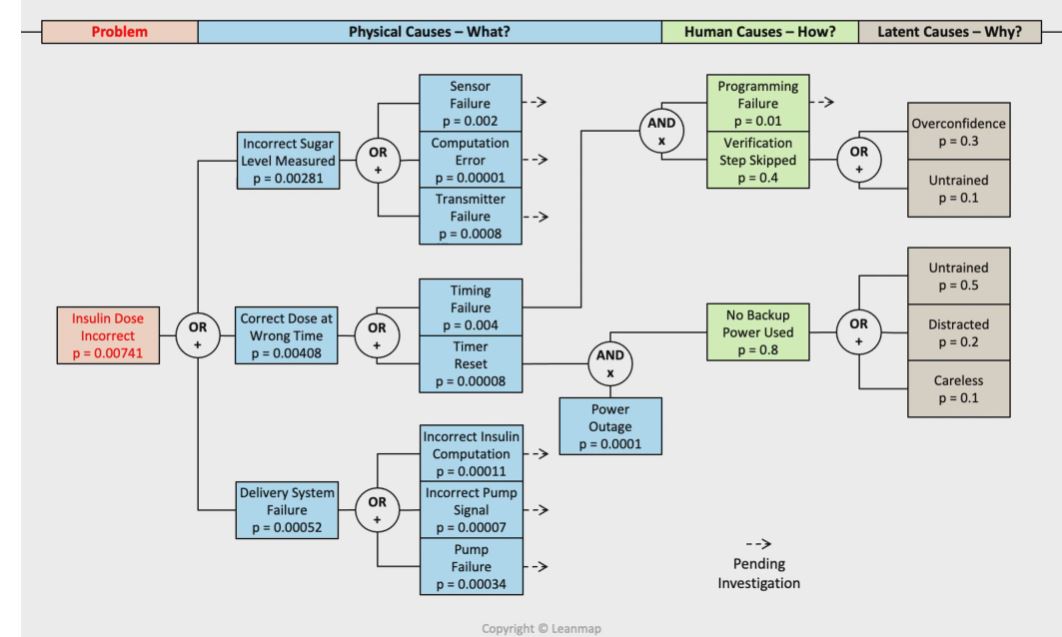 Problem
Physical Causes – What?
Human Causes – How?
Latent Causes – Why?
Insulin Dose
Incorrect
p = 0.00741
OR
+
Incorrect Sugar
Level Measured
p = 0.00281
OR
+
Sensor
Failure
p = 0.002
Computation
Error
p = 0.00001
Transmitter
Failure
p = 0.0008
Correct Dose at
Wrong Time
p = 0.00408
OR
+
Timing
Failure
p = 0.004
Timer
Reset
p = 0.00008
AND
x
Programming
Failure
p = 0.01
Verification
Step Skipped
p = 0.4
OR
+
Overconfidence
p = 0.3
Untrained
p = 0.1
AND
x
Power
Outage
p = 0.0001
No Backup
Power Used
p = 0.8
OR
+
Untrained
p = 0.5
Distracted
p = 0.2
Careless
p = 0.1
Delivery System
Failure
p = 0.00052
OR
+
Incorrect Insulin
Computation
p = 0.00011
Incorrect Pump
Signal
p = 0.00007
Pump
Failure
p = 0.00034
Pending
Investigation
Copyright © Leanmap